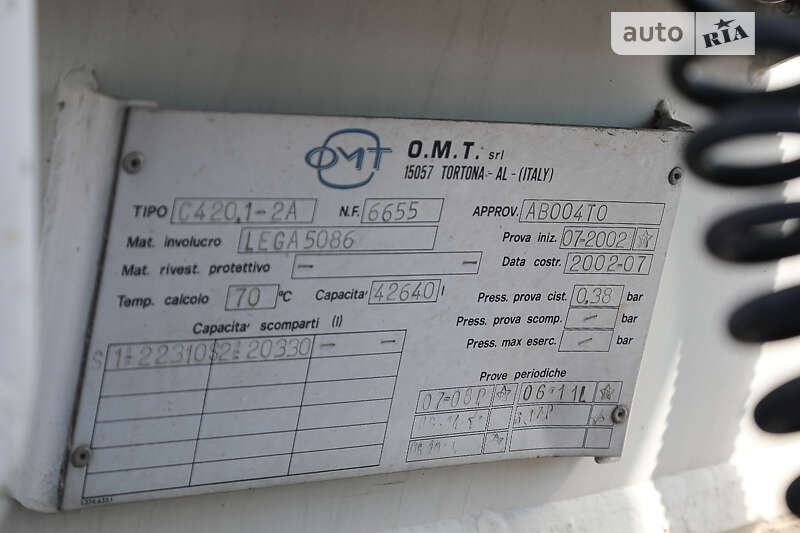 auto RIA
OMT O.M.T. srl
15057 TORTONA - AL - (ITALY)
TIPO C420.1-2A N.F. 6655 APPROV. AB004TO
Mat. involucro LEGA5086 Prova iniz. 07-2002
Mat. rivest. protettivo — — Data costr. 2002-07
Temp. calcolo 70 °C Capacita' 42640 Press. prova cist. 0,38 bar
Press. prova scomp. — bar
Press. max eserc. — bar
Capacita' scomparti (l)
S 1= 22310 S2= 20330 — —
Prove periodiche
07-08P 06-11L